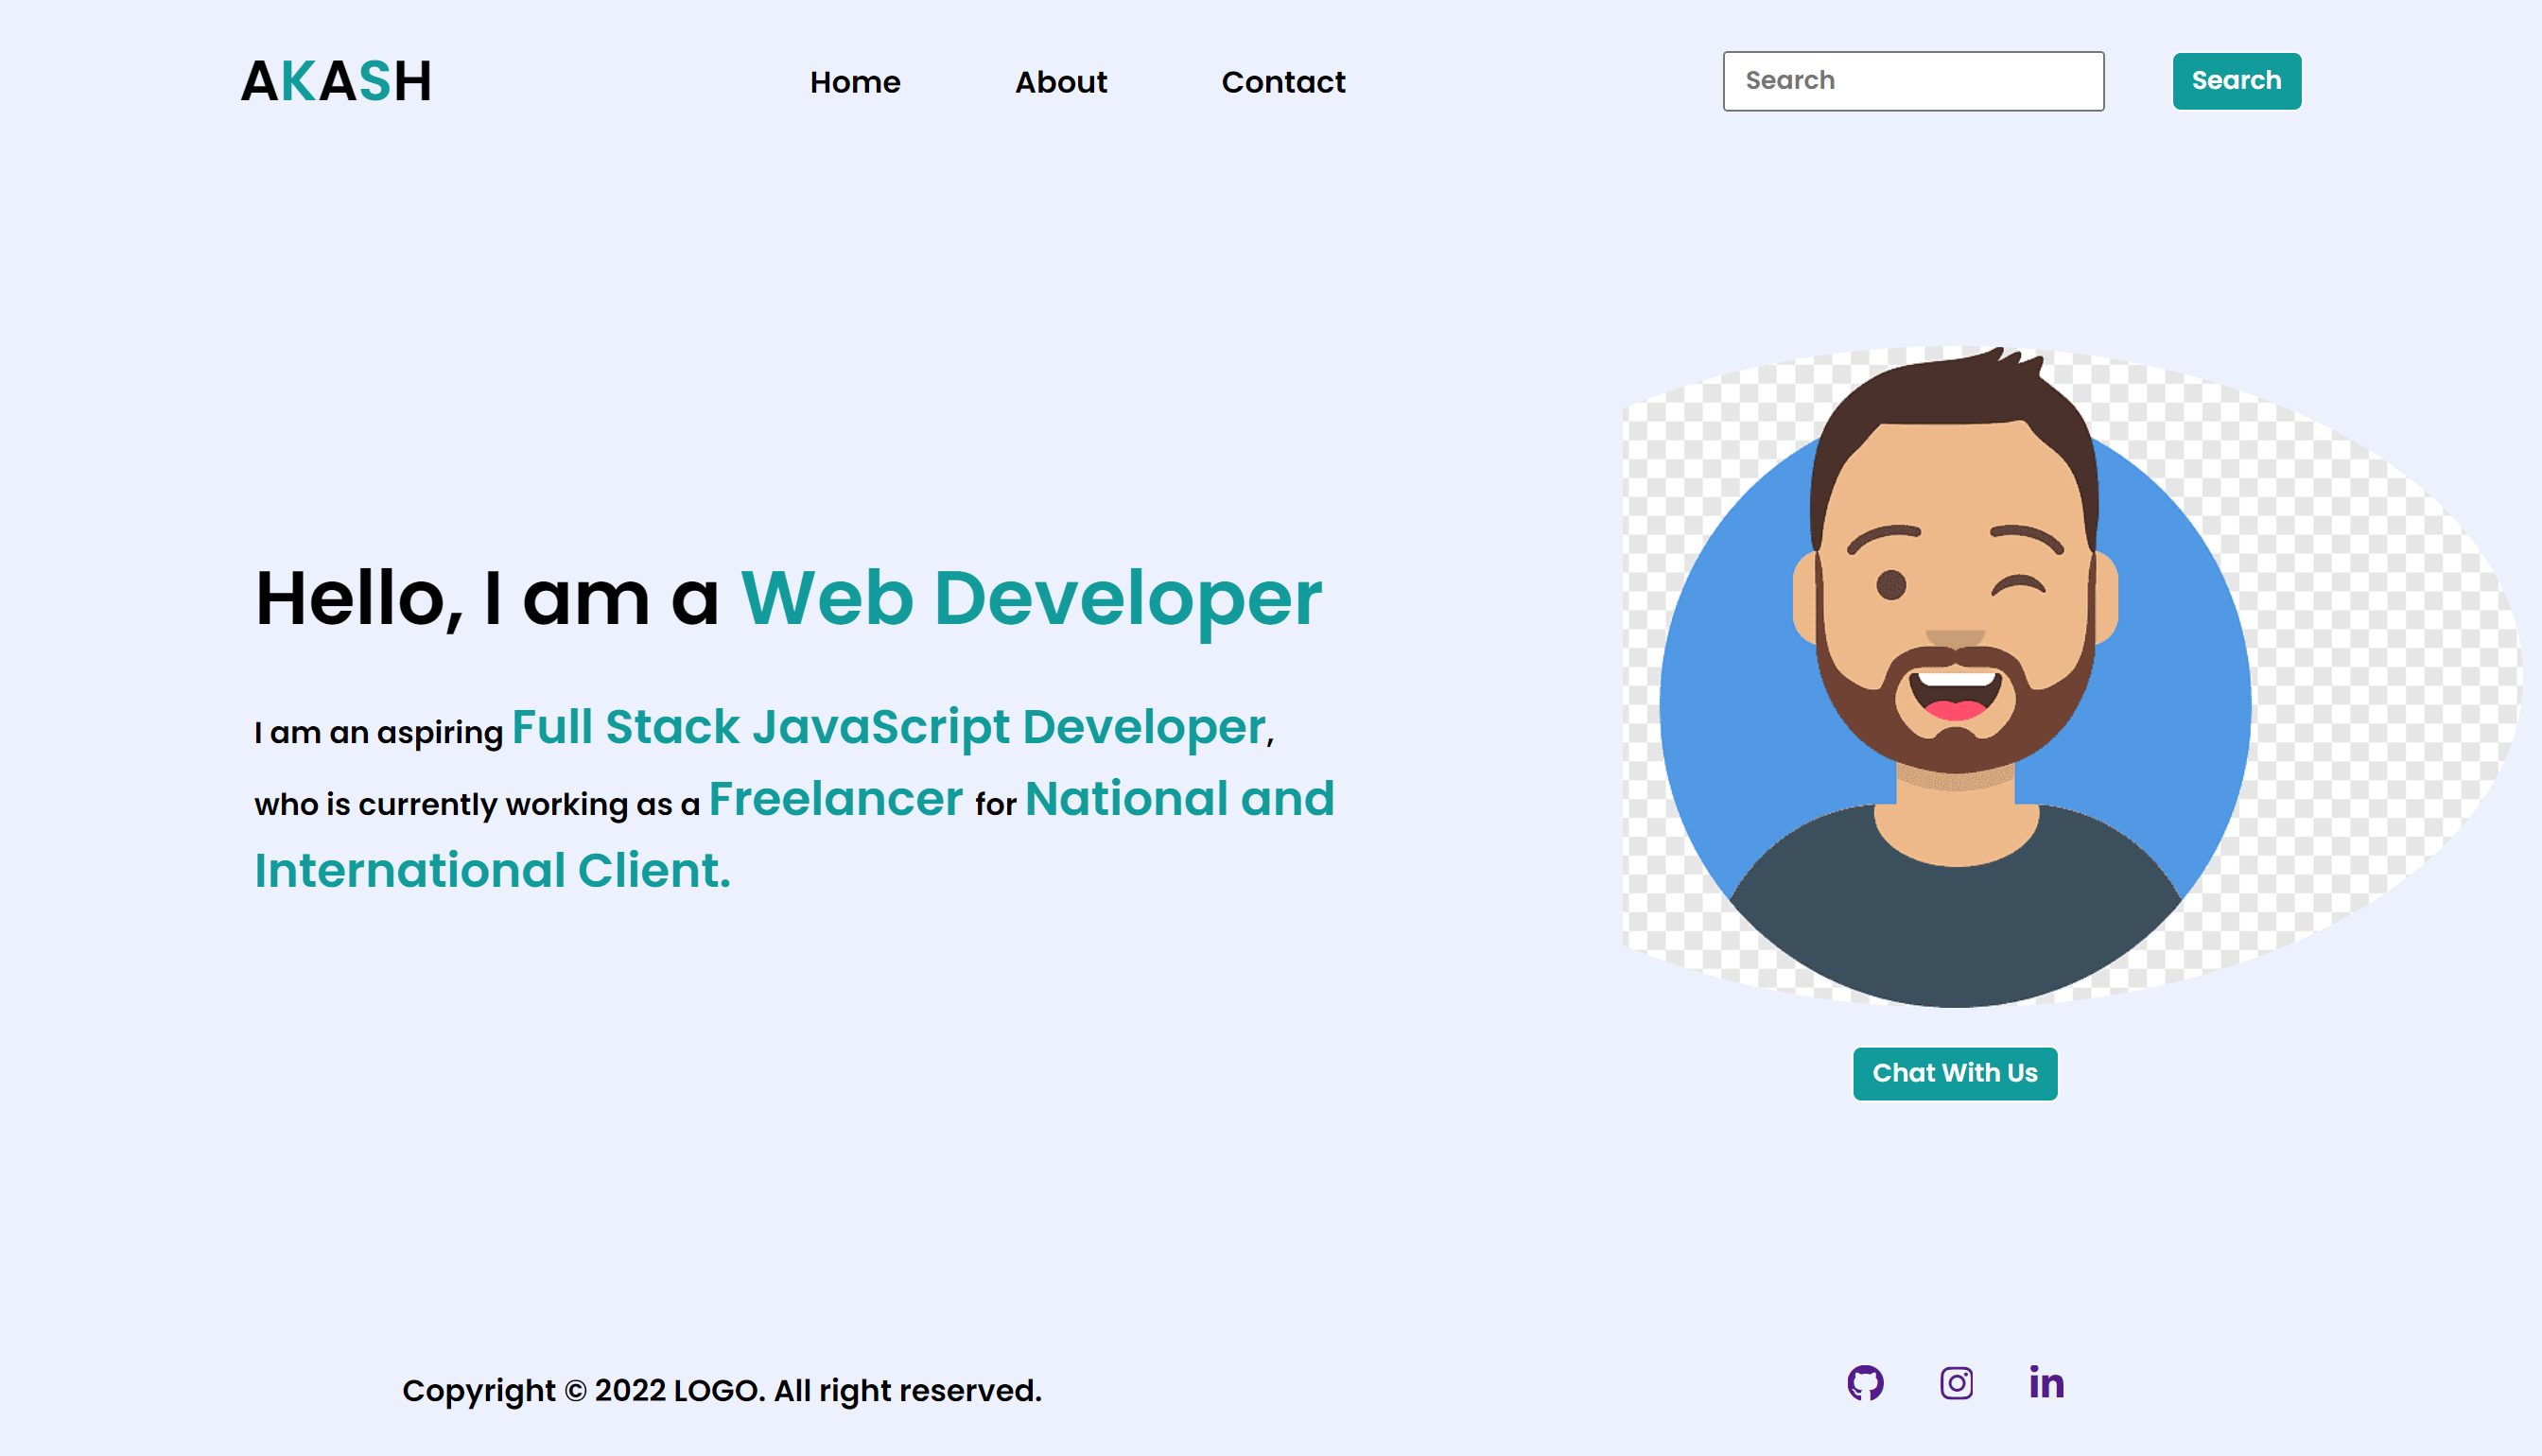 AKASH
Home About Contact
Search Search
Hello, I am a Web Developer
I am an aspiring Full Stack JavaScript Developer,
who is currently working as a Freelancer for National and
International Client.
Chat With Us
Copyright © 2022 LOGO. All right reserved.
in